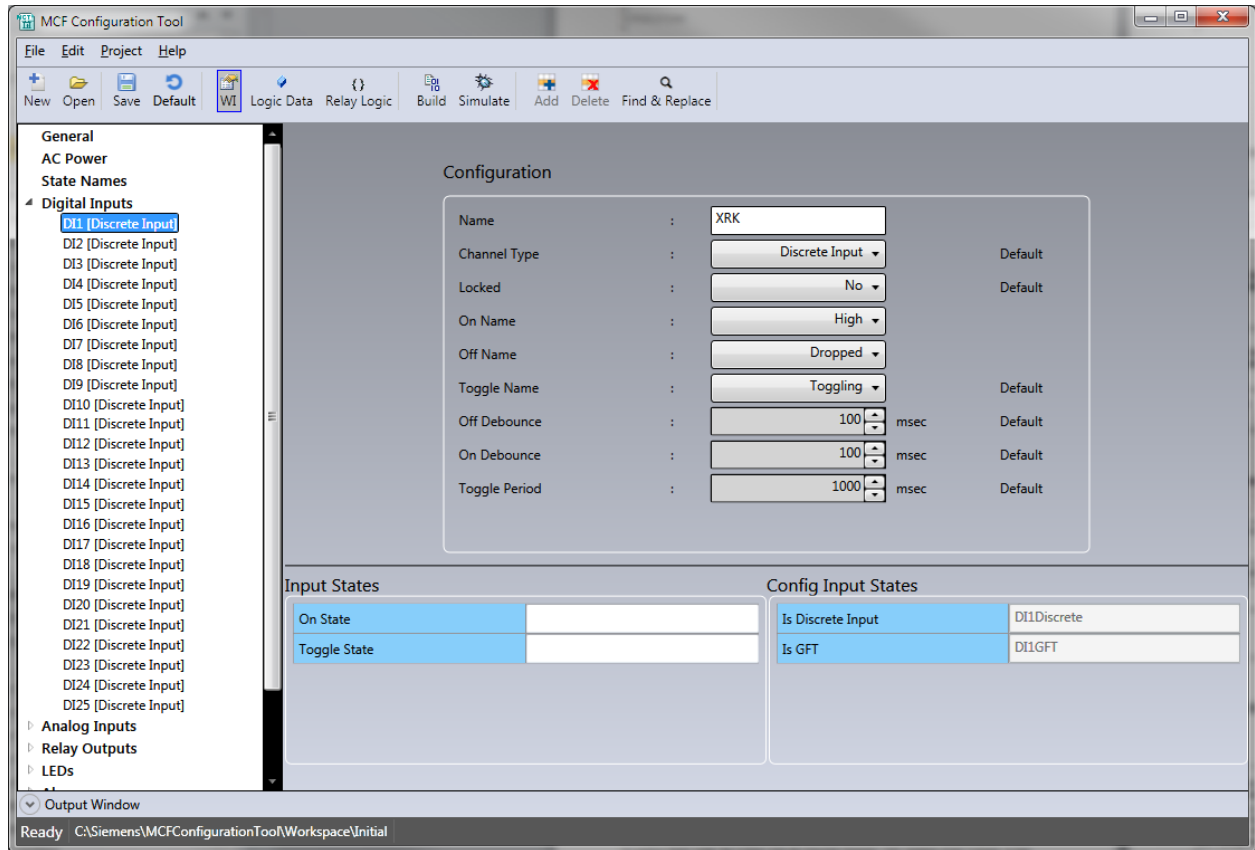 MCF Configuration Tool
File Edit Project Help
New Open Save Default WI Logic Data Relay Logic Build Simulate Add Delete Find & Replace
General
AC Power
State Names
Digital Inputs
DI1 [Discrete Input]
DI2 [Discrete Input]
DI3 [Discrete Input]
DI4 [Discrete Input]
DI5 [Discrete Input]
DI6 [Discrete Input]
DI7 [Discrete Input]
DI8 [Discrete Input]
DI9 [Discrete Input]
DI10 [Discrete Input]
DI11 [Discrete Input]
DI12 [Discrete Input]
DI13 [Discrete Input]
DI14 [Discrete Input]
DI15 [Discrete Input]
DI16 [Discrete Input]
DI17 [Discrete Input]
DI18 [Discrete Input]
DI19 [Discrete Input]
DI20 [Discrete Input]
DI21 [Discrete Input]
DI22 [Discrete Input]
DI23 [Discrete Input]
DI24 [Discrete Input]
DI25 [Discrete Input]
Analog Inputs
Relay Outputs
LEDs
Configuration
Name : XRK
Channel Type : Discrete Input Default
Locked : No Default
On Name : High
Off Name : Dropped
Toggle Name : Toggling Default
Off Debounce : 100 msec Default
On Debounce : 100 msec Default
Toggle Period : 1000 msec Default
Input States
On State
Toggle State
Config Input States
Is Discrete Input DI1Discrete
Is GFT DI1GFT
Output Window
Ready C:\Siemens\MCFConfigurationTool\Workspace\Initial